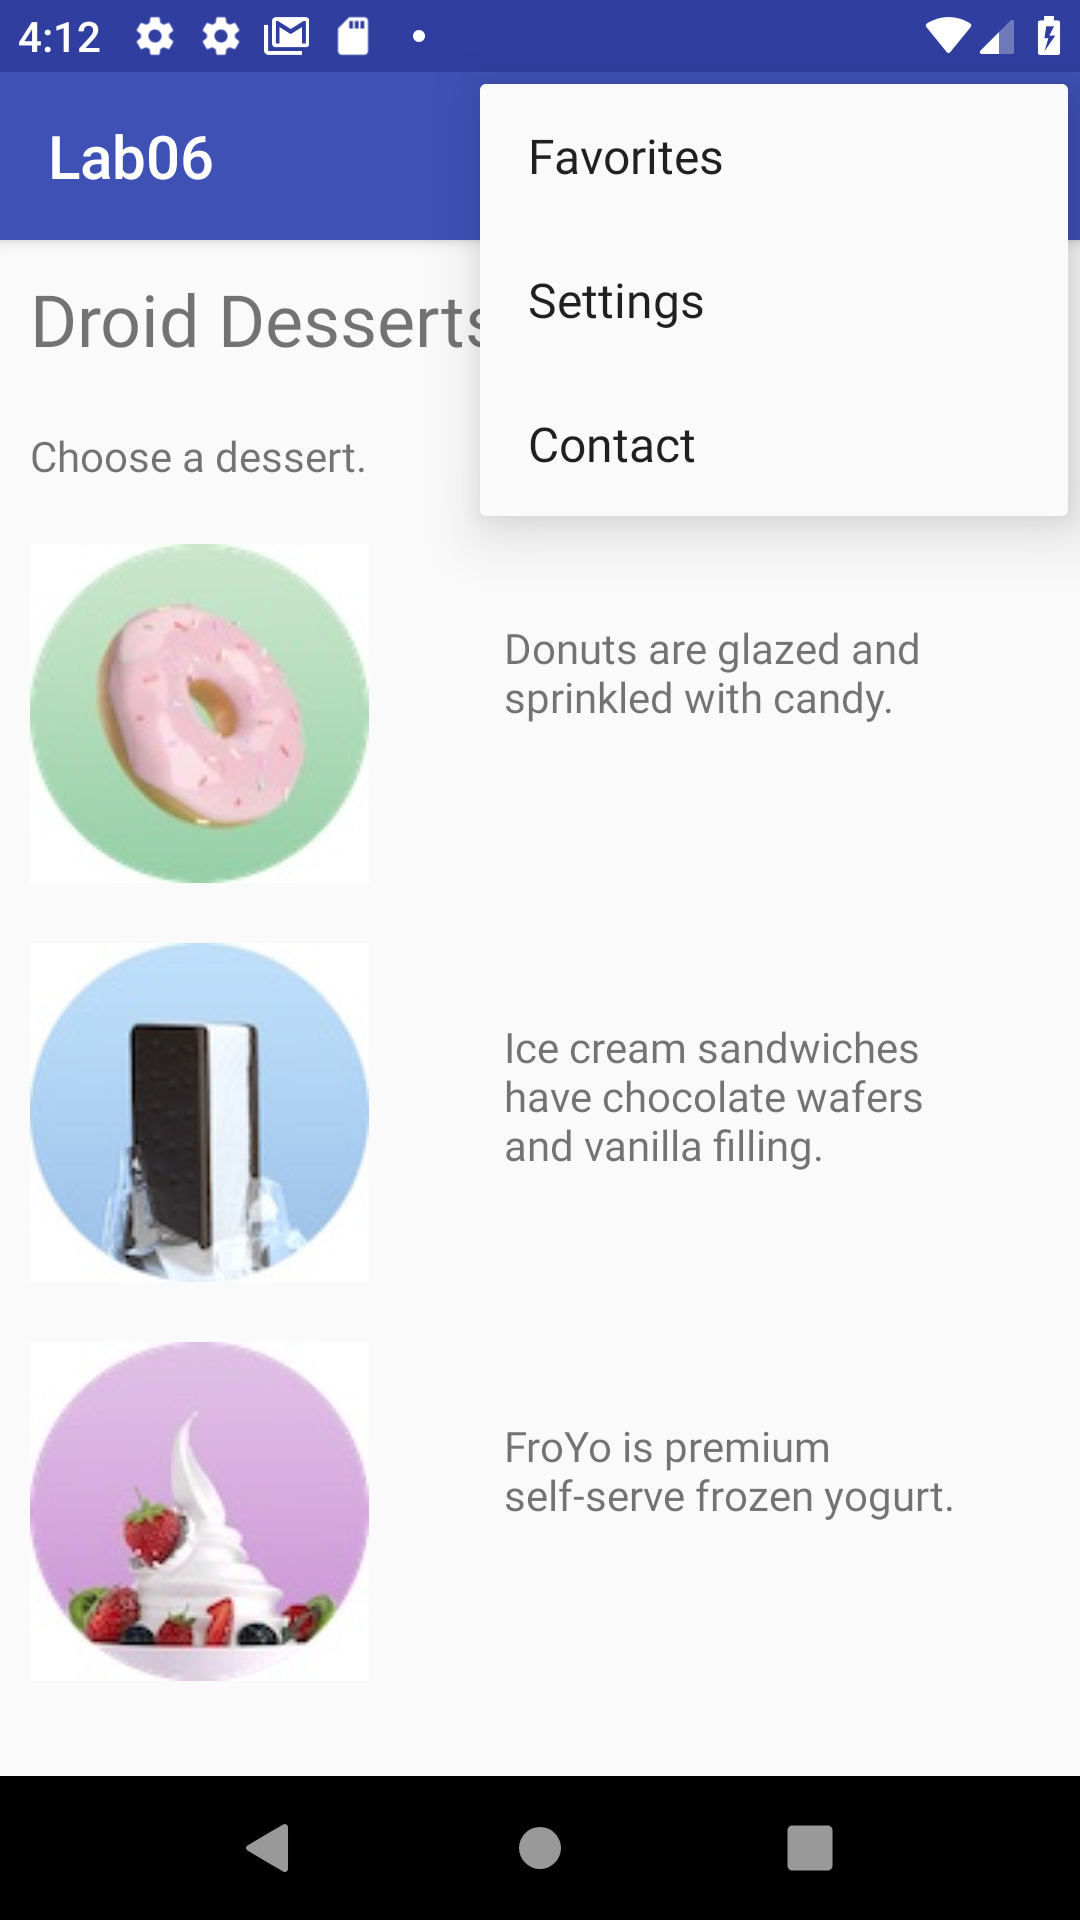 4:12
Lab06
Favorites
Settings
Contact
Droid Desserts
Choose a dessert.
Donuts are glazed and
sprinkled with candy.
Ice cream sandwiches
have chocolate wafers
and vanilla filling.
FroYo is premium
self-serve frozen yogurt.